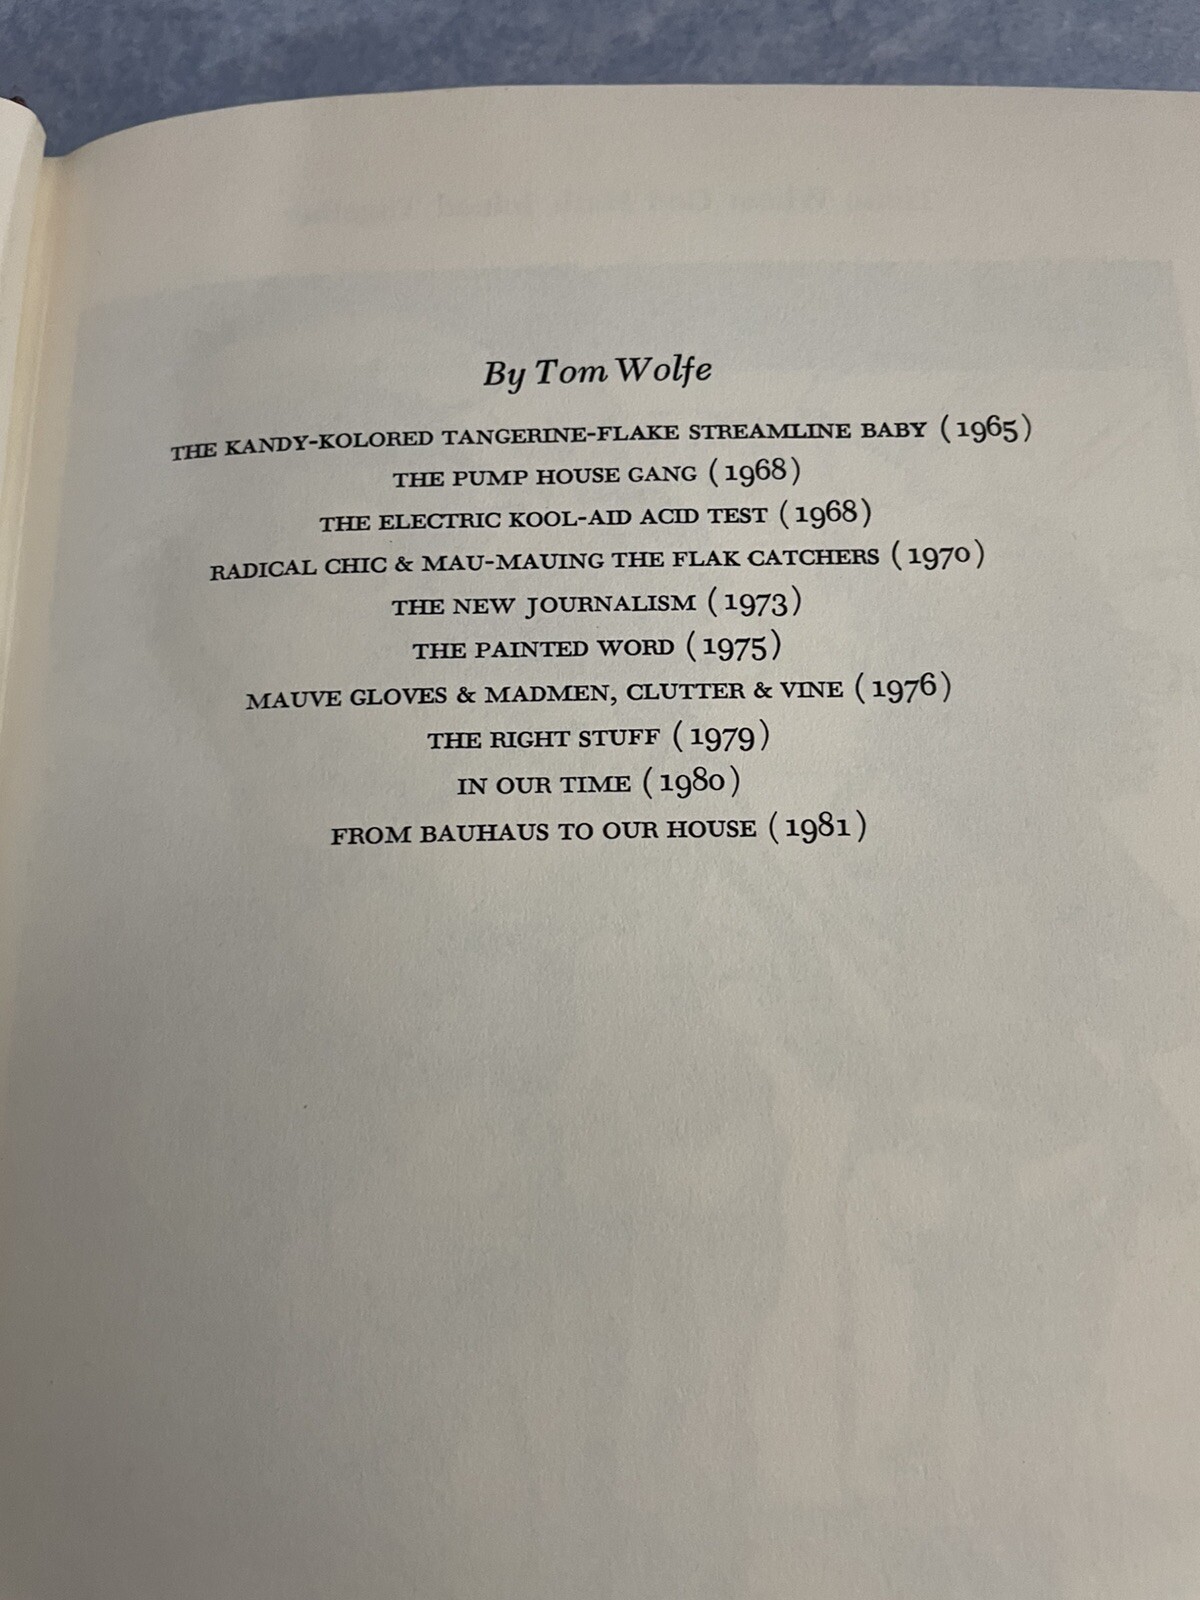 By Tom Wolfe
THE KANDY-KOLORED TANGERINE-FLAKE STREAMLINE BABY (1965)
THE PUMP HOUSE GANG (1968)
THE ELECTRIC KOOL-AID ACID TEST (1968)
RADICAL CHIC & MAU-MAUING THE FLAK CATCHERS (1970)
THE NEW JOURNALISM (1973)
THE PAINTED WORD (1975)
MAUVE GLOVES & MADMEN, CLUTTER & VINE (1976)
THE RIGHT STUFF (1979)
IN OUR TIME (1980)
FROM BAUHAUS TO OUR HOUSE (1981)